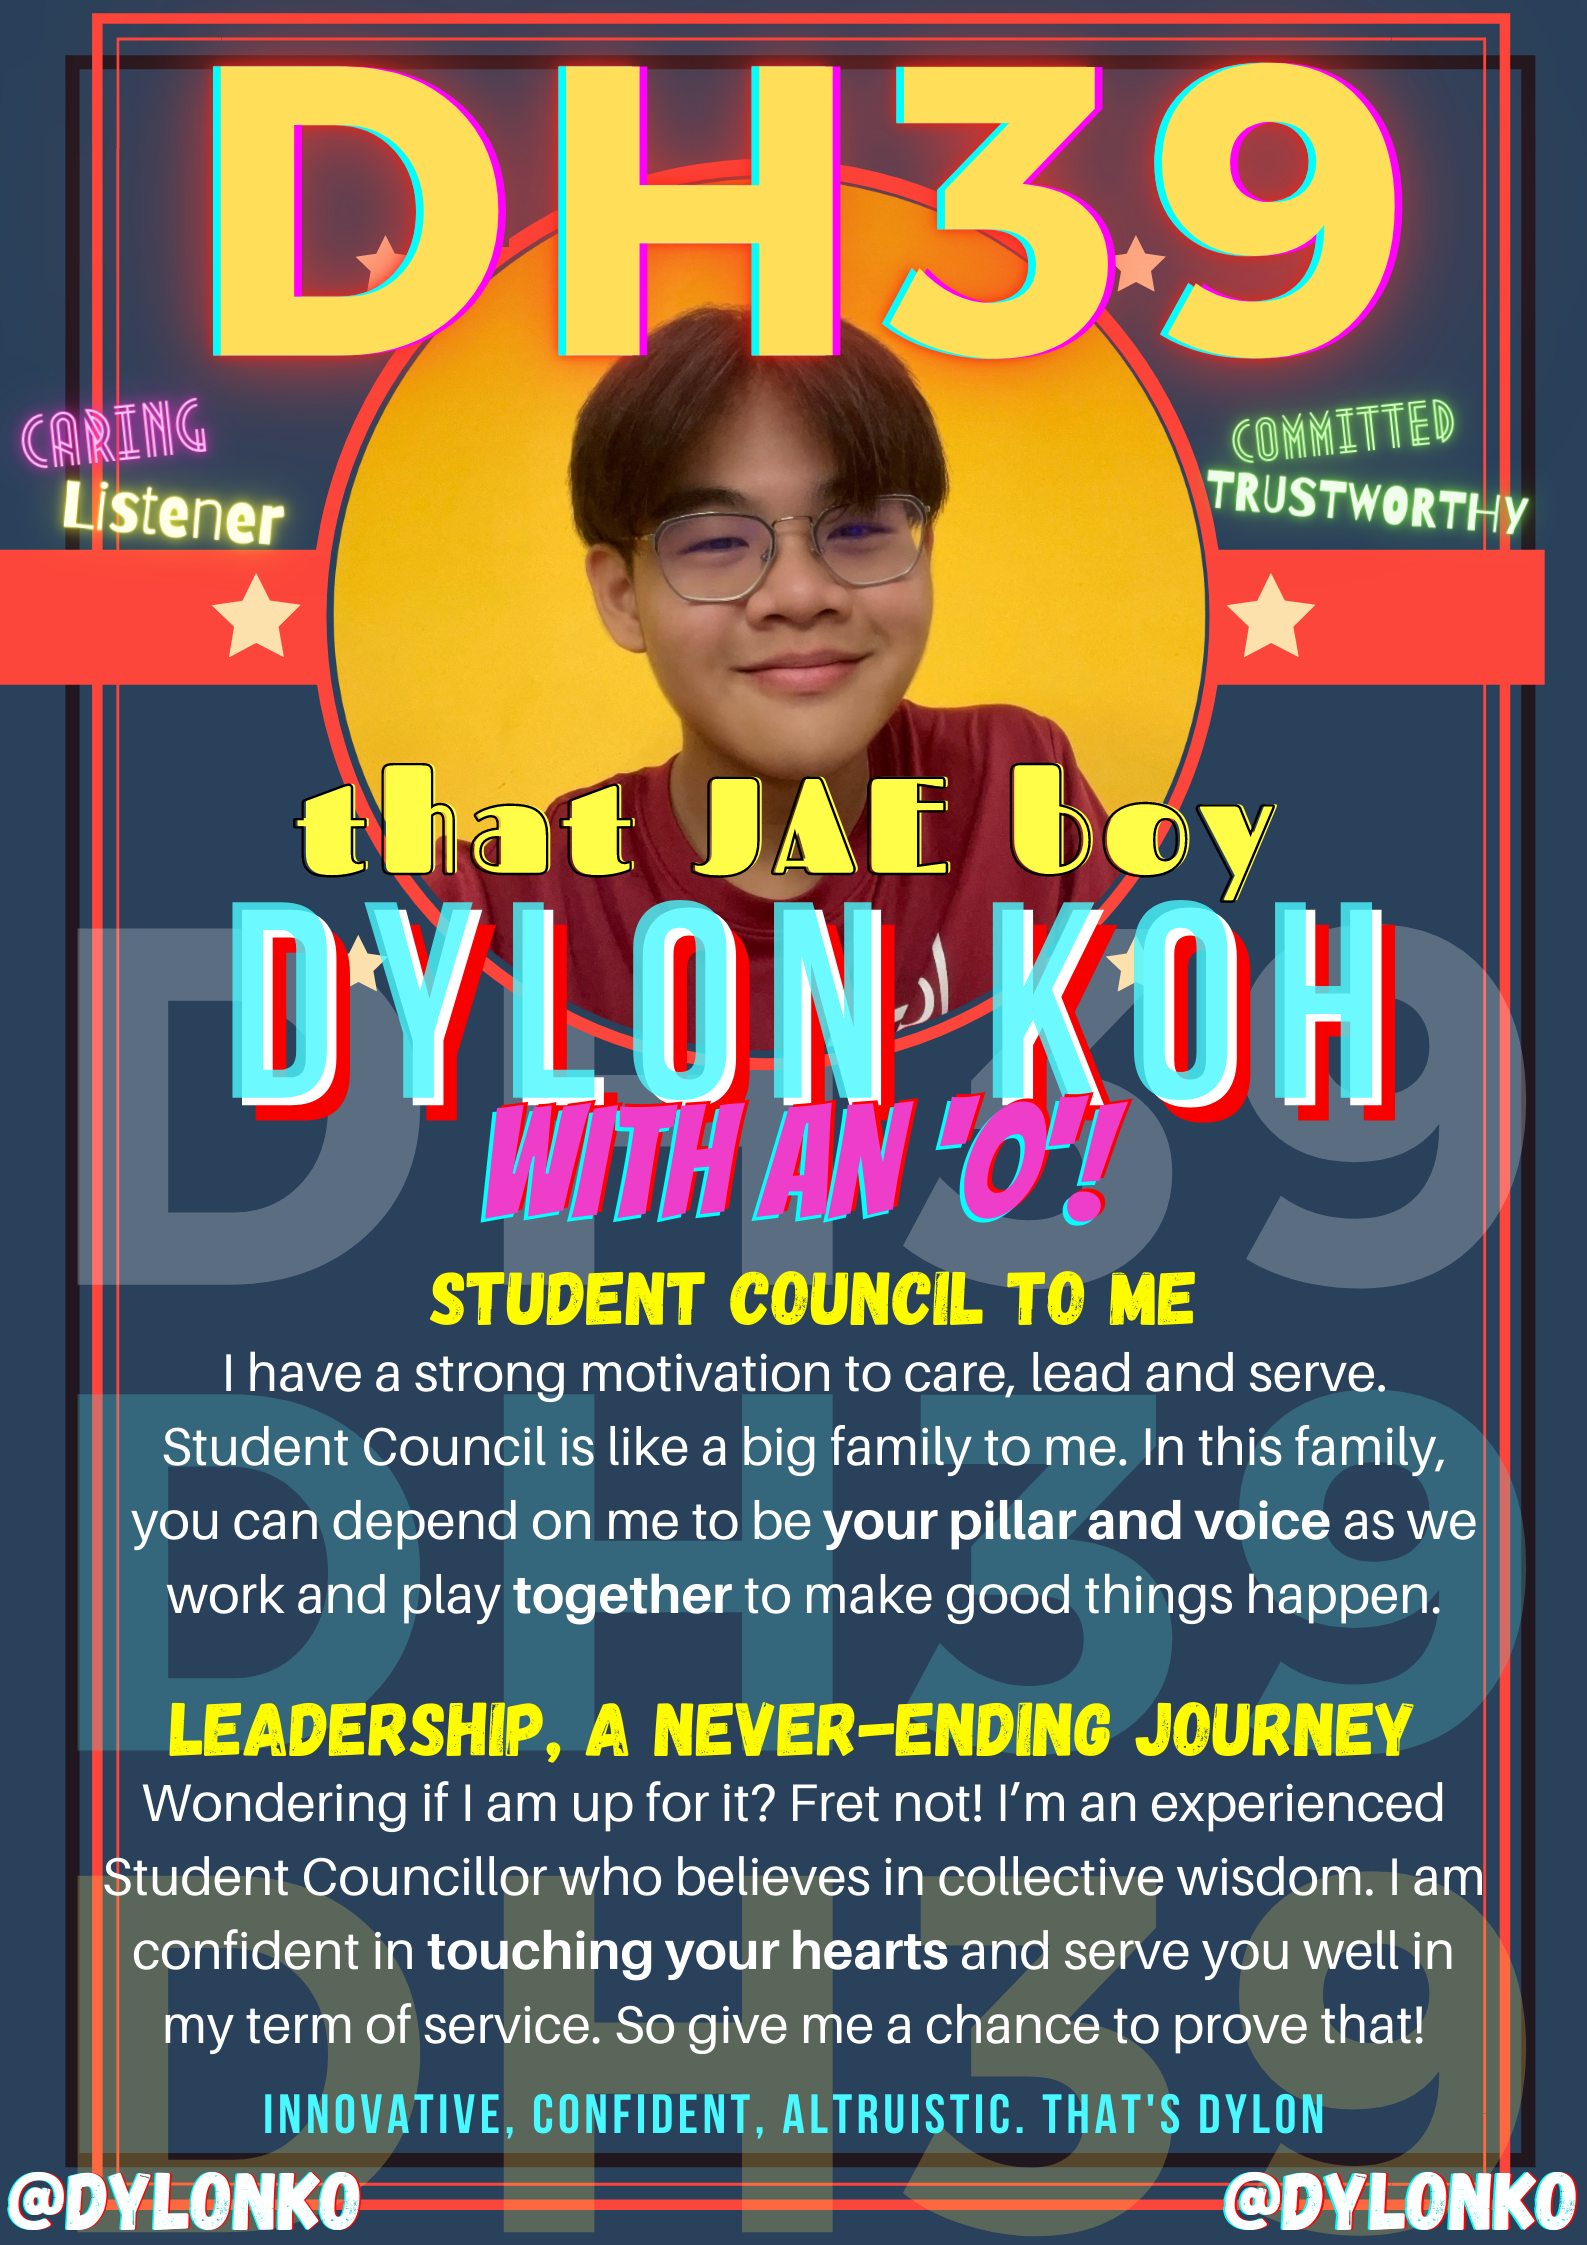 DH39
CARING
Listener
COMMITTED
TRUSTWORTHY
that JAE boy
DYLON KOH
WITH AN 'O'!
DH39
STUDENT COUNCIL TO ME
I have a strong motivation to care, lead and serve.
Student Council is like a big family to me. In this family,
you can depend on me to be your pillar and voice as we
work and play together to make good things happen.
DH39
LEADERSHIP, A NEVER-ENDING JOURNEY
Wondering if I am up for it? Fret not! I'm an experienced
Student Councillor who believes in collective wisdom. I am
confident in touching your hearts and serve you well in
my term of service. So give me a chance to prove that!
DH39
INNOVATIVE, CONFIDENT, ALTRUISTIC. THAT'S DYLON
@DYLONKO
@DYLONKO